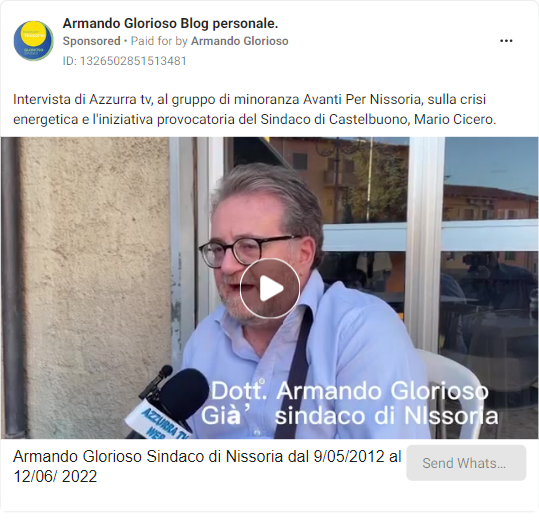 Armando Glorioso Blog personale.
Sponsored • Paid for by Armando Glorioso
ID: 1326502851513481
Intervista di Azzurra tv, al gruppo di minoranza Avanti Per Nissoria, sulla crisi
energetica e l'iniziativa provocatoria del Sindaco di Castelbuono, Mario Cicero.
Dott. Armando Glorioso
Già’ sindaco di NIssoria
AZZURRA TV
WEB
Armando Glorioso Sindaco di Nissoria dal 9/05/2012 al
12/06/ 2022
Send Whats...